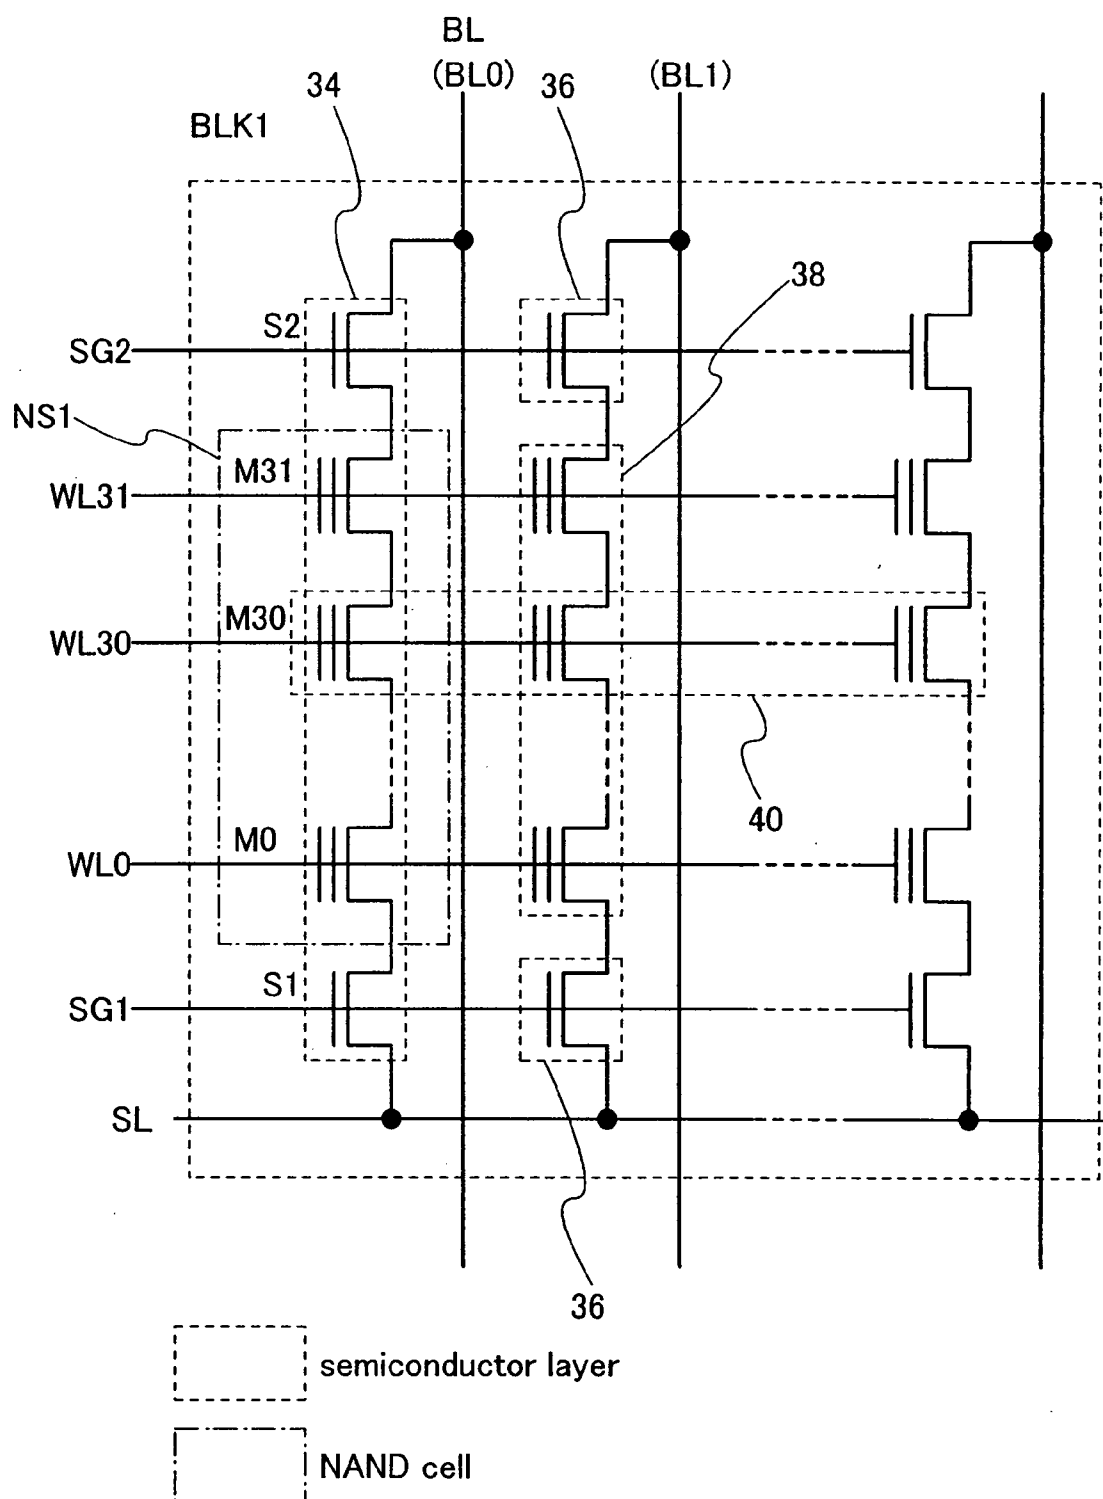 BL
(BL0)
(BL1)
34
36
BLK1
38
S2
SG2
NS1
M31
WL31
M30
WL30
40
M0
WL0
S1
SG1
SL
36
semiconductor layer
NAND cell